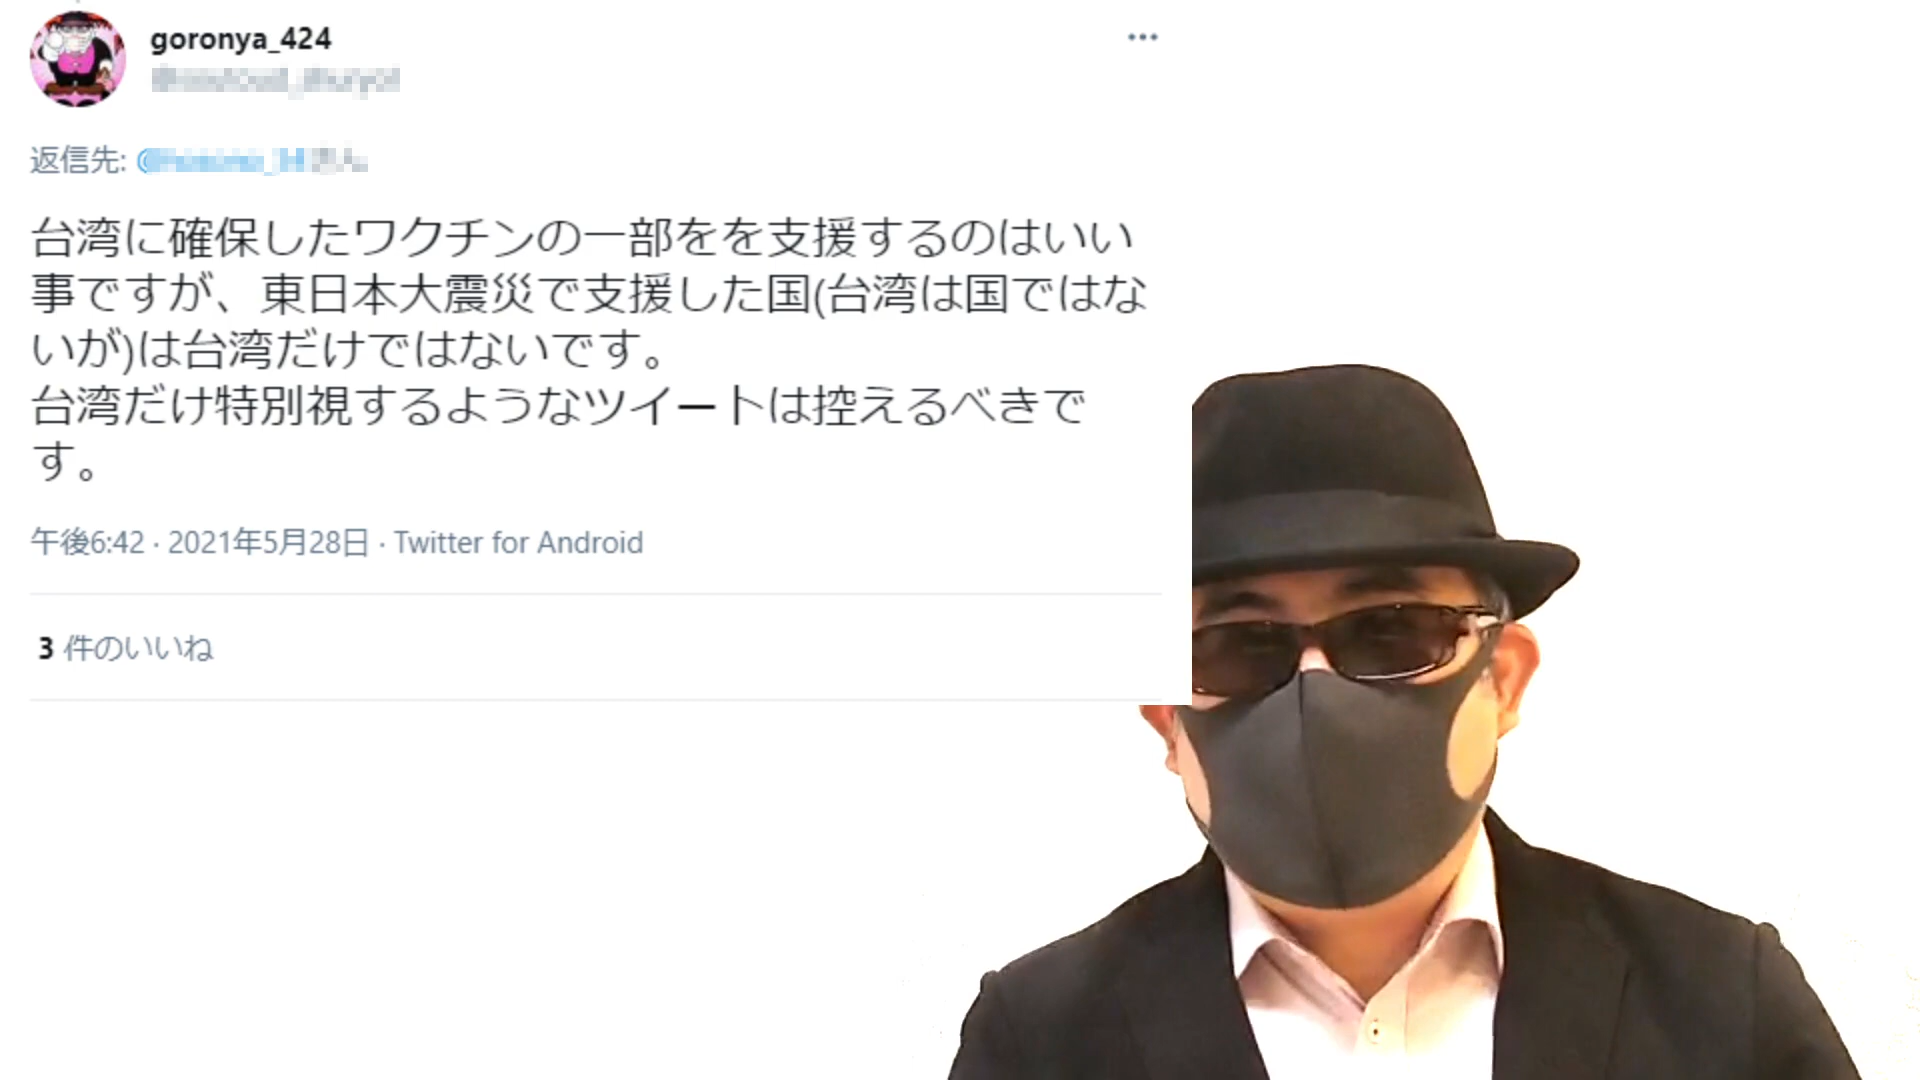 goronya_424
返信先:
台湾に確保したワクチンの一部をを支援するのはいい
事ですが、東日本大震災で支援した国(台湾は国ではな
いが)は台湾だけではないです。
台湾だけ特別視するようなツイートは控えるべきで
す。
午後6:42 · 2021年5月28日 · Twitter for Android
3 件のいいね